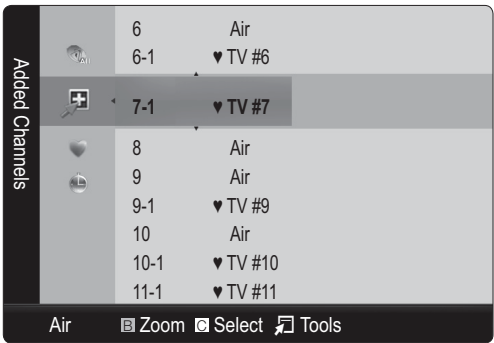 Added Channels
6 Air
6-1 ♥ TV #6
7-1 ♥ TV #7
8 Air
9 Air
9-1 ♥ TV #9
10 Air
10-1 ♥ TV #10
11-1 ♥ TV #11
Air B Zoom C Select Tools